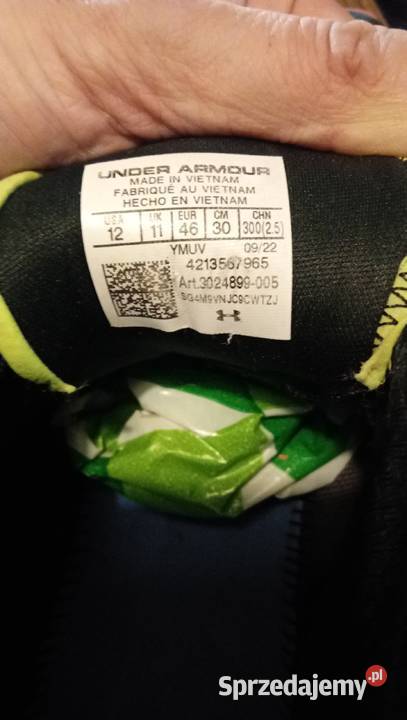 UNDER ARMOUR
MADE IN VIETNAM
FABRIQUÉ AU VIETNAM
HECHO EN VIETNAM
USA UK EUR CM CHN
12 11 46 30 300(2.5)
YMUV 09/22
4213567965
Art.3024899-005
SG4M9VNJC9CWTZJ
Sprzedajemy.pl